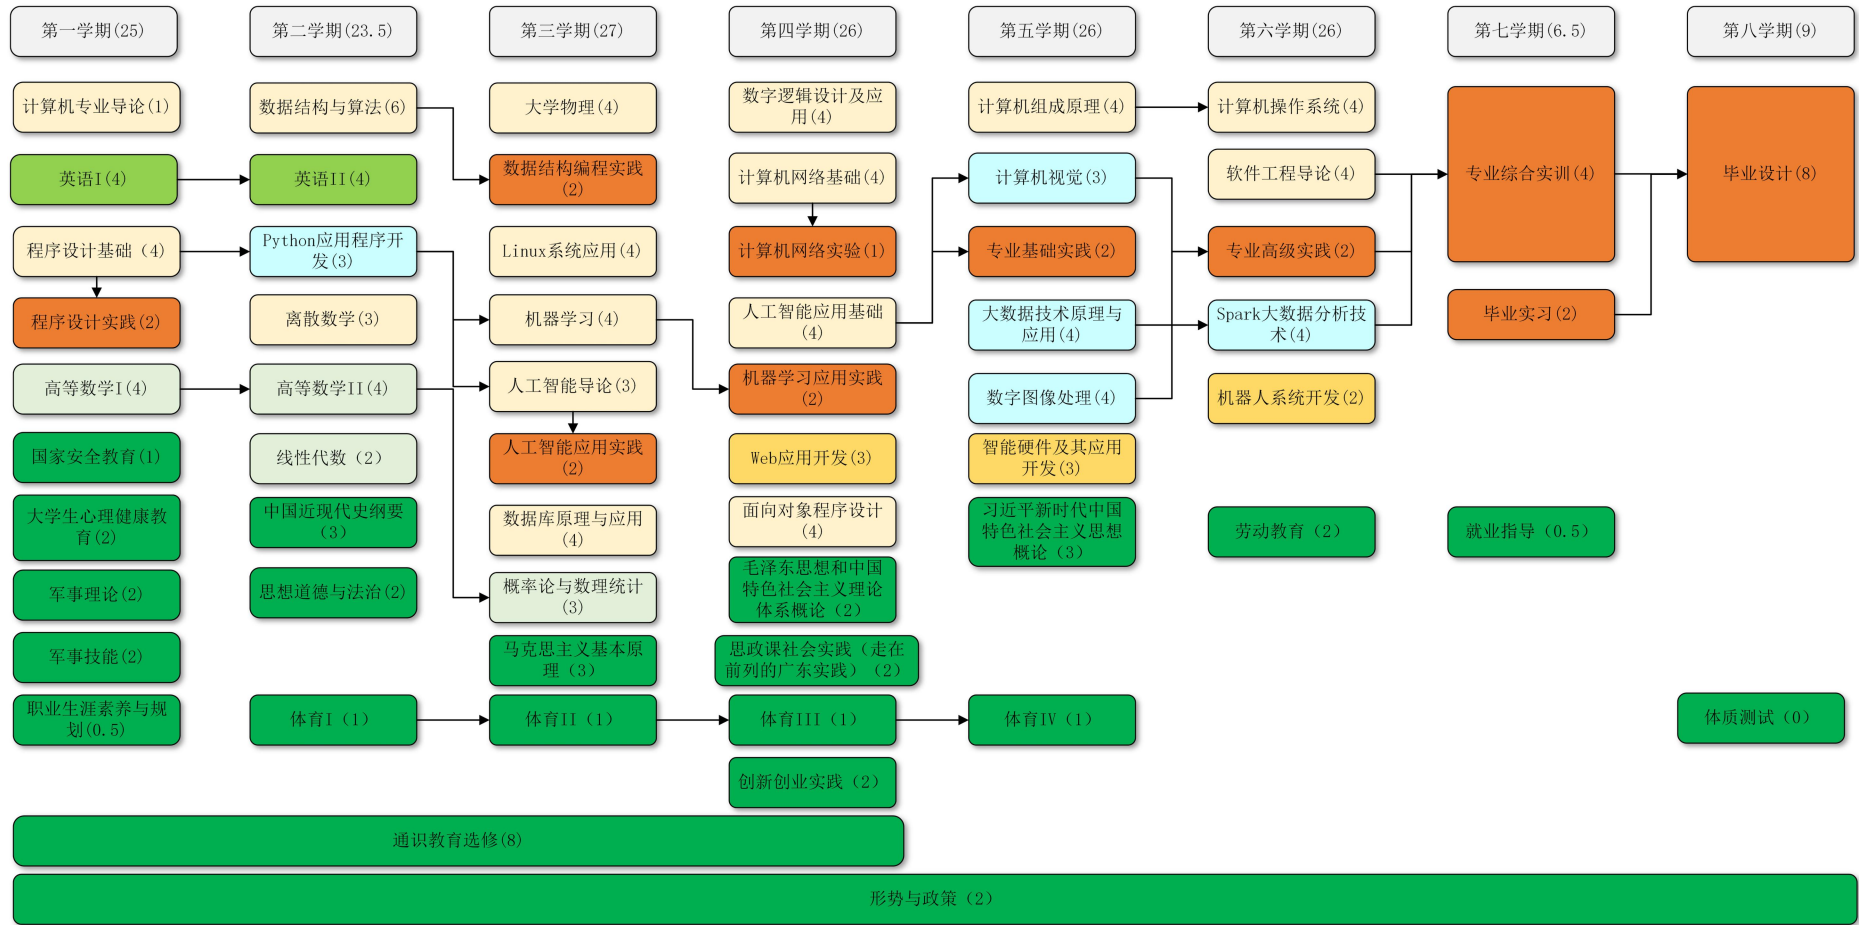 第一学期(25)
第二学期(23.5)
第三学期(27)
第四学期(26)
第五学期(26)
第六学期(26)
第七学期(6.5)
第八学期(9)
计算机专业导论(1)
数据结构与算法(6)
大学物理(4)
数字逻辑设计及应
用(4)
计算机组成原理(4)
计算机操作系统(4)
专业综合实训(4)
毕业设计(8)
英语I(4)
英语II(4)
数据结构编程实践
(2)
计算机网络基础(4)
计算机视觉(3)
软件工程导论(4)
程序设计基础（4）
Python应用程序开
发(3)
Linux系统应用(4)
计算机网络实验(1)
专业基础实践(2)
专业高级实践(2)
程序设计实践(2)
离散数学(3)
机器学习(4)
人工智能应用基础
(4)
大数据技术原理与
应用(4)
Spark大数据分析技
术(4)
毕业实习(2)
高等数学I(4)
高等数学II(4)
人工智能导论(3)
机器学习应用实践
(2)
数字图像处理(4)
机器人系统开发(2)
国家安全教育(1)
线性代数（2）
人工智能应用实践
(2)
Web应用开发(3)
智能硬件及其应用
开发(3)
大学生心理健康教
育(2)
中国近现代史纲要
（3）
数据库原理与应用
(4)
面向对象程序设计
(4)
习近平新时代中国
特色社会主义思想
概论（3）
劳动教育（2）
就业指导（0.5）
军事理论(2)
思想道德与法治(2)
概率论与数理统计
(3)
毛泽东思想和中国
特色社会主义理论
体系概论（2）
军事技能(2)
马克思主义基本原
理（3）
思政课社会实践（走在
前列的广东实践）（2）
职业生涯素养与规
划(0.5)
体育I（1）
体育II（1）
体育III（1）
体育IV（1）
体质测试（0）
创新创业实践（2）
通识教育选修(8)
形势与政策（2）